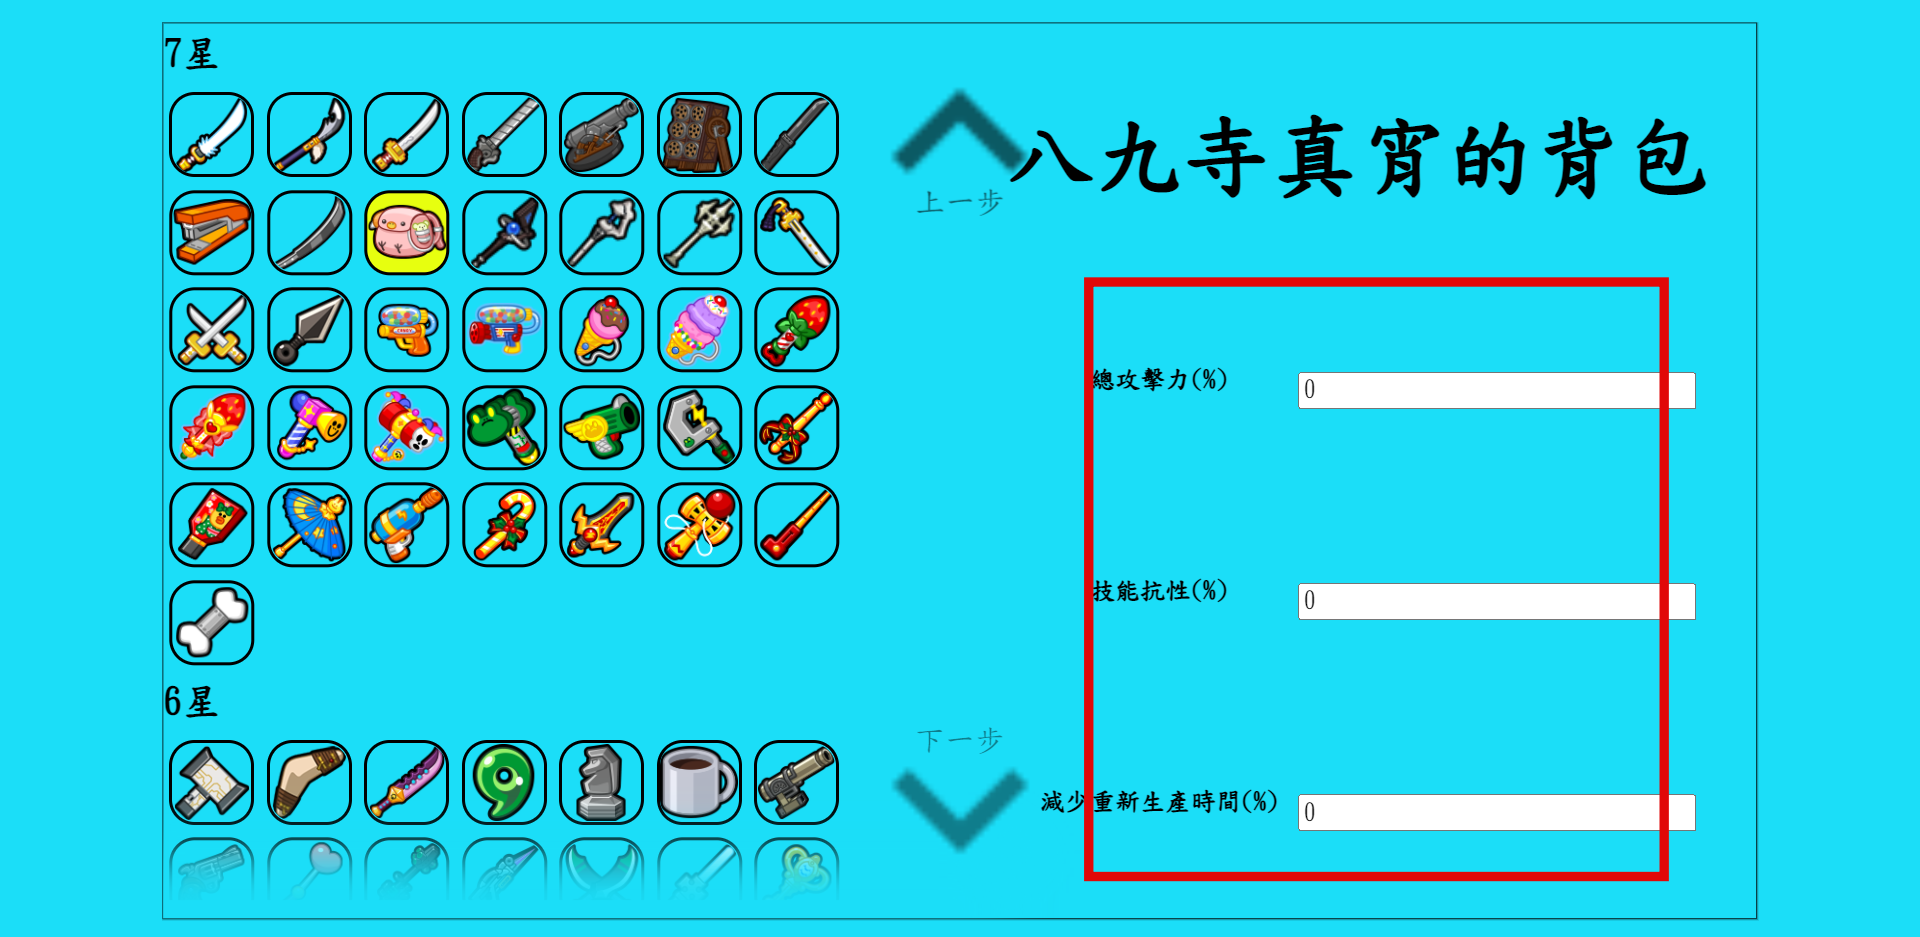 7星
八九寺真宵的背包
上一步
總攻擊力(%)
0
技能抗性(%)
0
6星
下一步
減少重新生產時間(%)
0